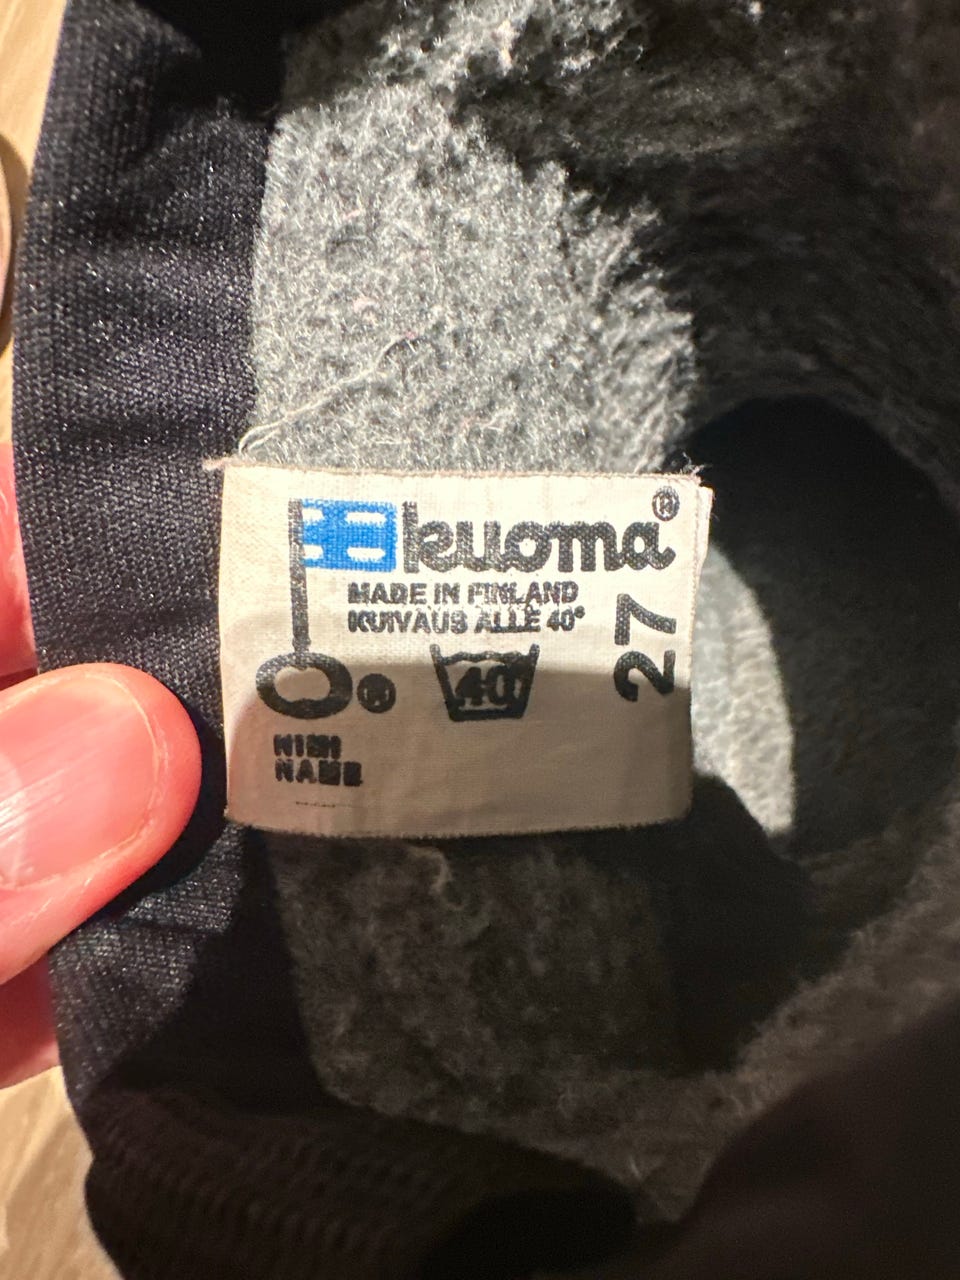 kuoma®
MADE IN FINLAND
KUIVAUS ALLE 40°
27
®
40
NIMI
NAME